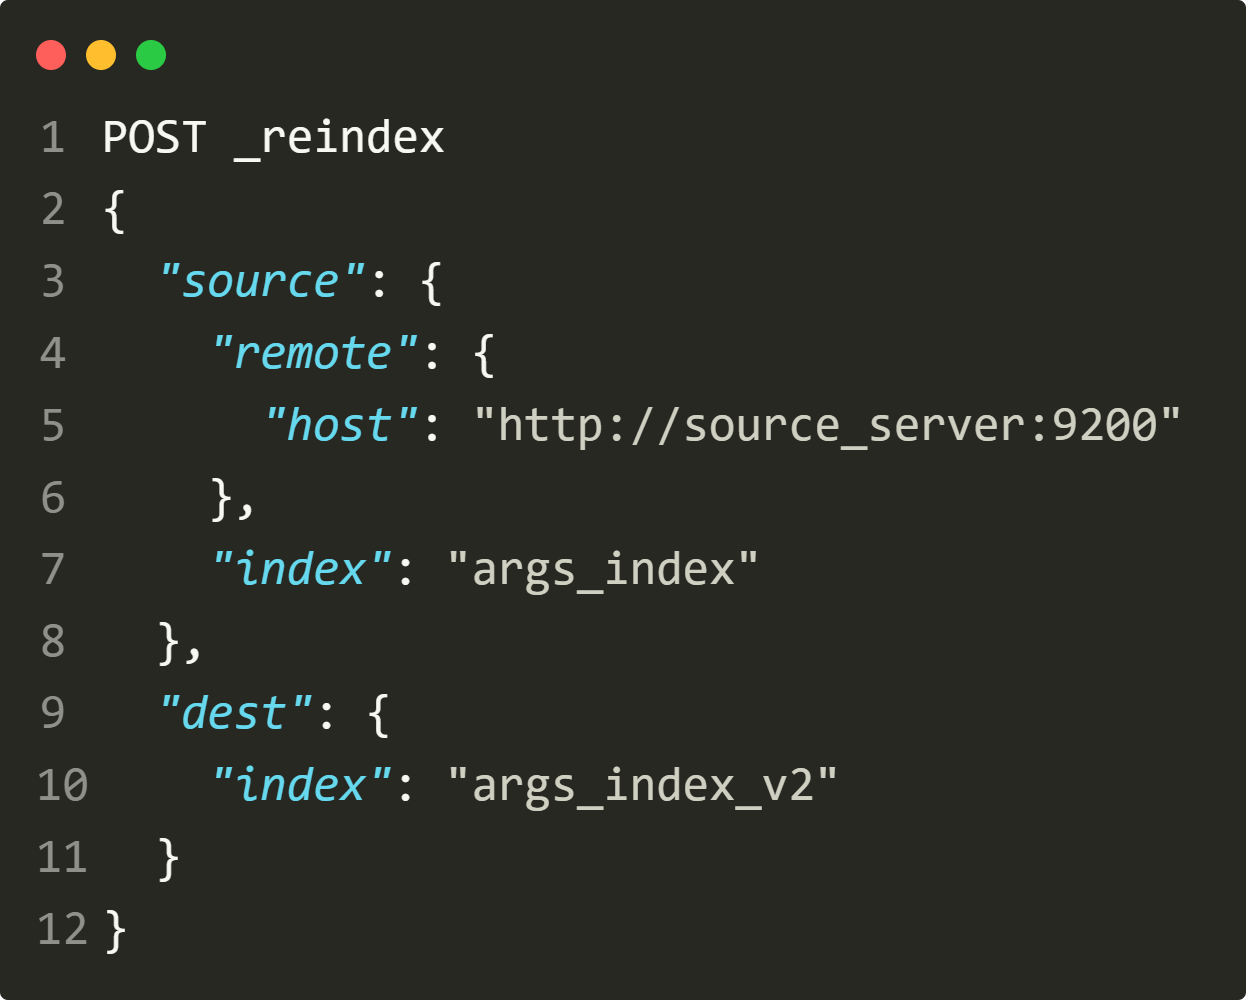 1 POST _reindex
2 {
3   "source": {
4     "remote": {
5       "host": "http://source_server:9200"
6     },
7     "index": "args_index"
8   },
9   "dest": {
10     "index": "args_index_v2"
11   }
12 }